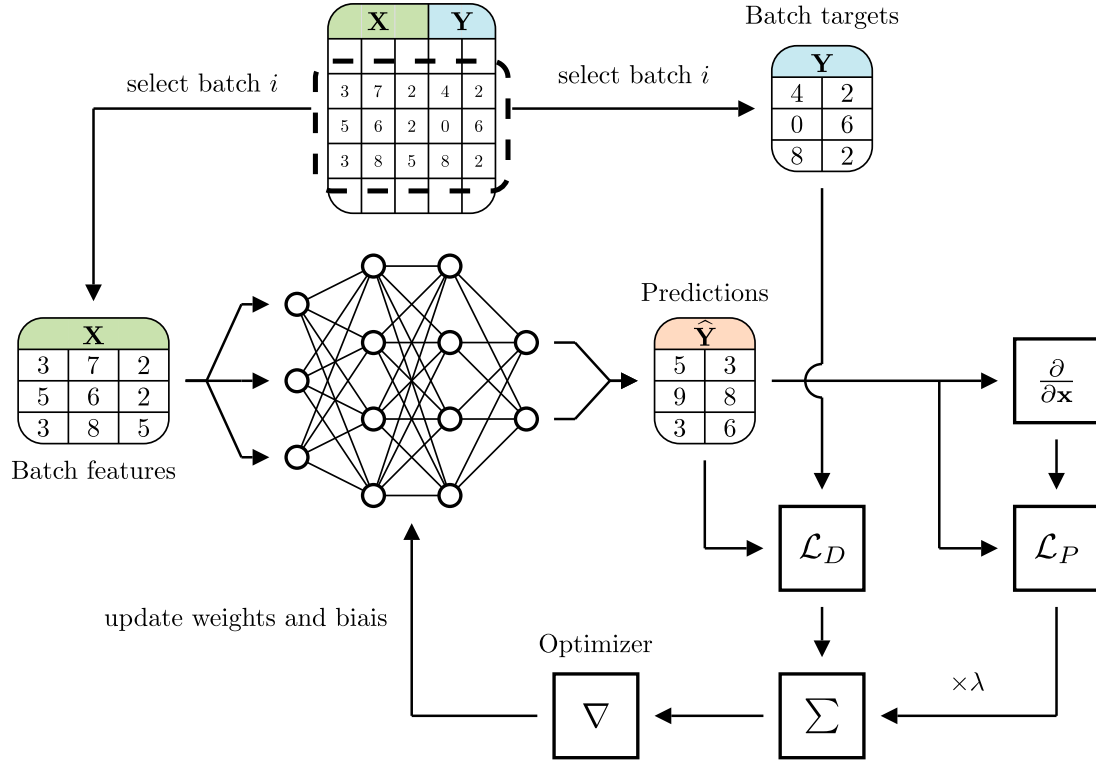 X Y
3 7 2 4 2
5 6 2 0 6
3 8 5 8 2
select batch i
select batch i
Batch targets
Y
4 2
0 6
8 2
X
3 7 2
5 6 2
3 8 5
Batch features
Predictions
Ŷ
5 3
9 8
3 6
∂
∂x
ℒ_D
ℒ_P
update weights and biais
Optimizer
∇
∑
×λ